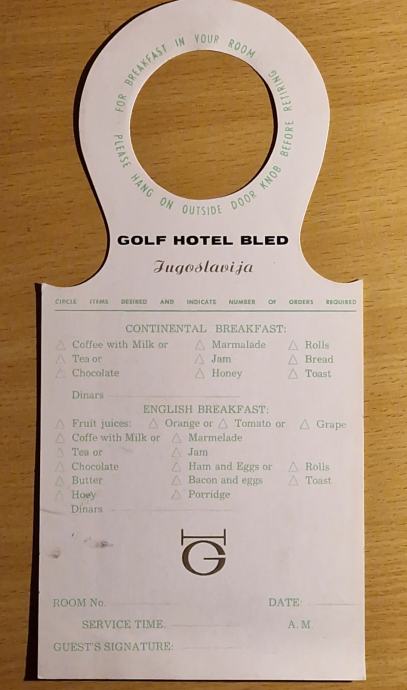 FOR BREAKFAST IN YOUR ROOM
PLEASE HANG ON OUTSIDE DOOR KNOB BEFORE RETIRING
GOLF HOTEL BLED
Jugoslavija
CIRCLE ITEMS DESIRED AND INDICATE NUMBER OF ORDERS REQUIRED
CONTINENTAL BREAKFAST:
Coffee with Milk or Marmalade Rolls
Tea or Jam Bread
Chocolate Honey Toast
Dinars
ENGLISH BREAKFAST:
Fruit juices: Orange or Tomato or Grape
Coffe with Milk or Marmelade
Tea or Jam
Chocolate Ham and Eggs or Rolls
Butter Bacon and eggs Toast
Hoey Porridge
Dinars
HG
ROOM No. DATE:
SERVICE TIME. A. M.
GUEST'S SIGNATURE: